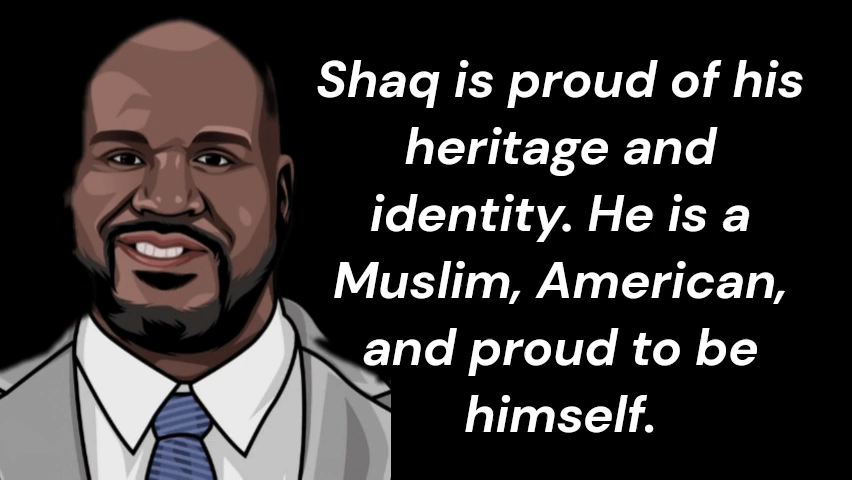 Shaq is proud of his
heritage and
identity. He is a
Muslim, American,
and proud to be
himself.